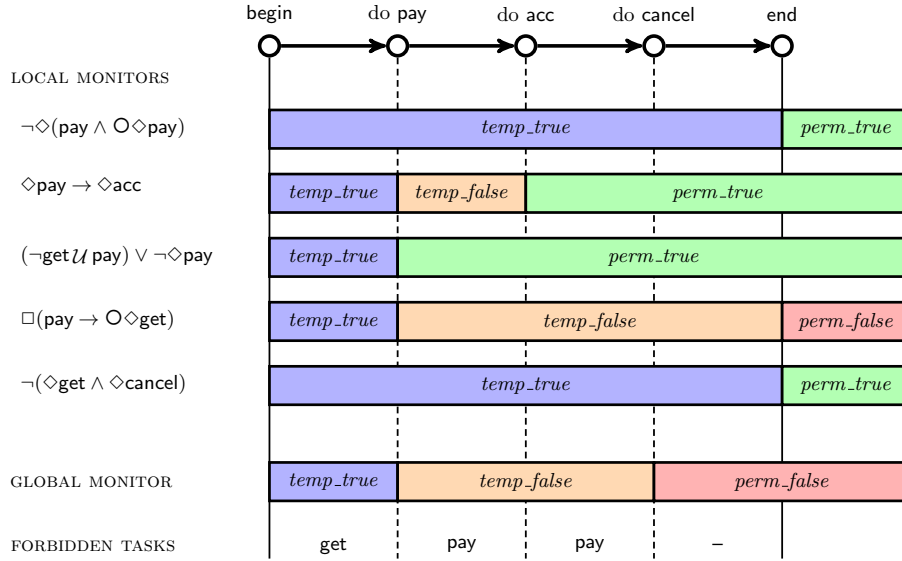 begin do pay do acc do cancel end
LOCAL MONITORS
¬◇(pay ∧ ○◇pay) temp_true perm_true
◇pay → ◇acc temp_true temp_false perm_true
(¬get 𝒰 pay) ∨ ¬◇pay temp_true perm_true
□(pay → ○◇get) temp_true temp_false perm_false
¬(◇get ∧ ◇cancel) temp_true perm_true
GLOBAL MONITOR temp_true temp_false perm_false
FORBIDDEN TASKS get pay pay –